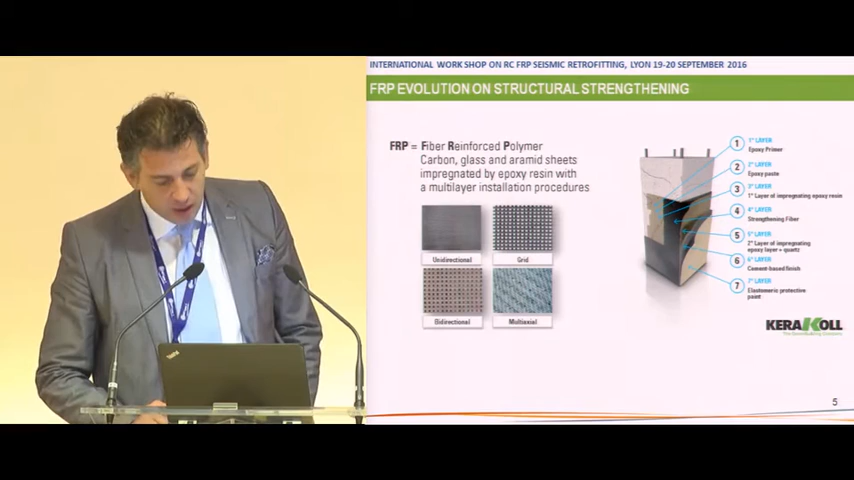 INTERNATIONAL WORK SHOP ON RC FRP SEISMIC RETROFITTING, LYON 19-20 SEPTEMBER 2016
FRP EVOLUTION ON STRUCTURAL STRENGTHENING
FRP = Fiber Reinforced Polymer
Carbon, glass and aramid sheets
impregnated by epoxy resin with
a multilayer installation procedures
Unidirectional
Grid
Bidirectional
Multiaxial
1
1° LAYER
Epoxy Primer
2
2° LAYER
Epoxy paste
3
3° LAYER
1° Layer of impregnating epoxy resin
4
4° LAYER
Strengthening Fiber
5
5° LAYER
2° Layer of impregnating
epoxy layer + quartz
6
6° LAYER
Cement-based finish
7
7° LAYER
Elastomeric protective
paint
KERAKOLL
The GreenBuilding Company
5